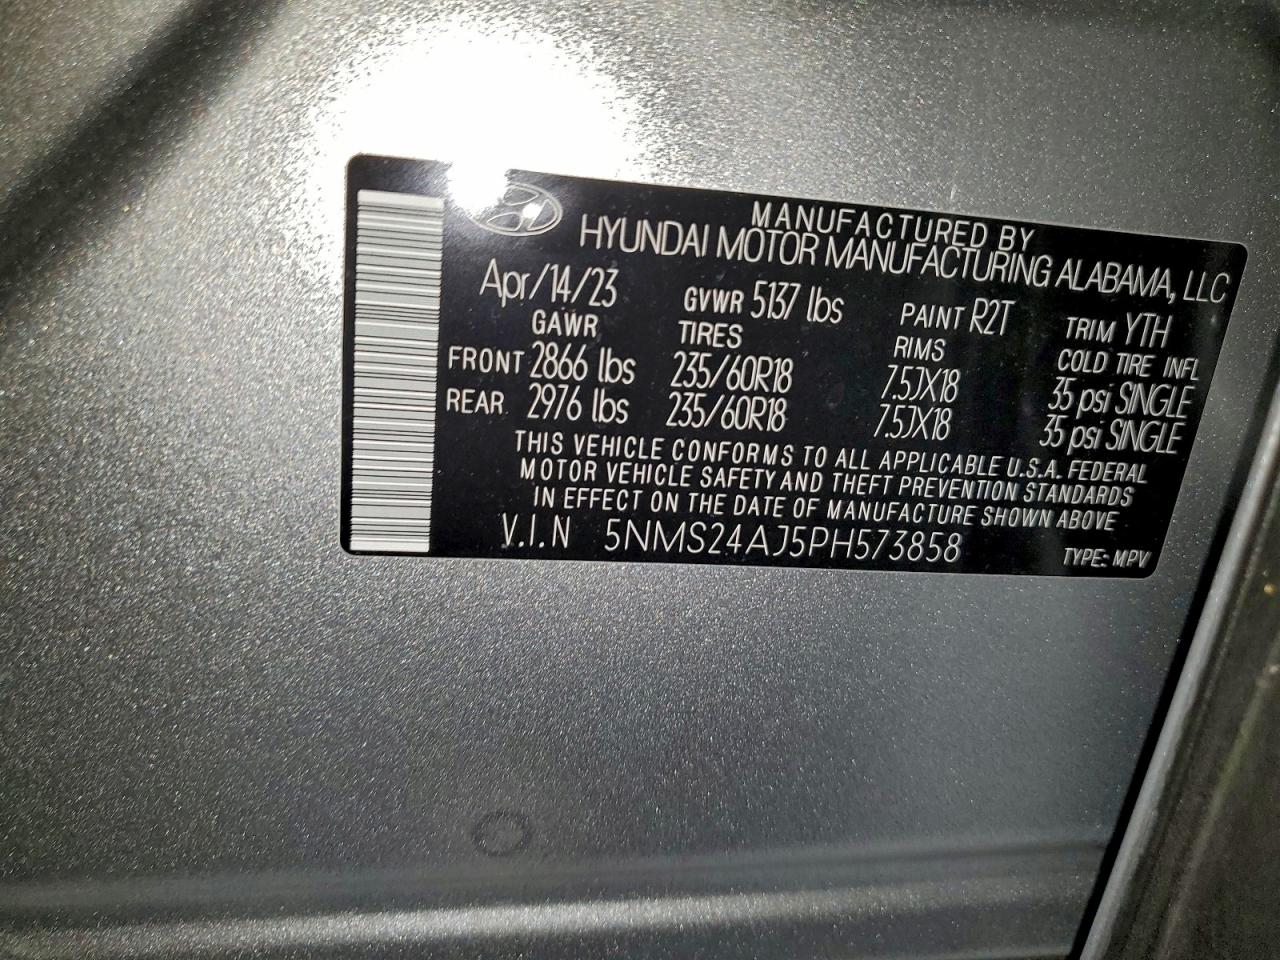 MANUFACTURED BY
HYUNDAI MOTOR MANUFACTURING ALABAMA, LLC
Apr/14/23 GVWR 5137 lbs PAINT R2T TRIM YTH
GAWR TIRES RIMS COLD TIRE INFL
FRONT 2866 lbs 235/60R18 7.5JX18 35 psi SINGLE
REAR 2976 lbs 235/60R18 7.5JX18 35 psi SINGLE
THIS VEHICLE CONFORMS TO ALL APPLICABLE U.S.A. FEDERAL
MOTOR VEHICLE SAFETY AND THEFT PREVENTION STANDARDS
IN EFFECT ON THE DATE OF MANUFACTURE SHOWN ABOVE
V.I.N 5NMS24AJ5PH573858 TYPE: MPV